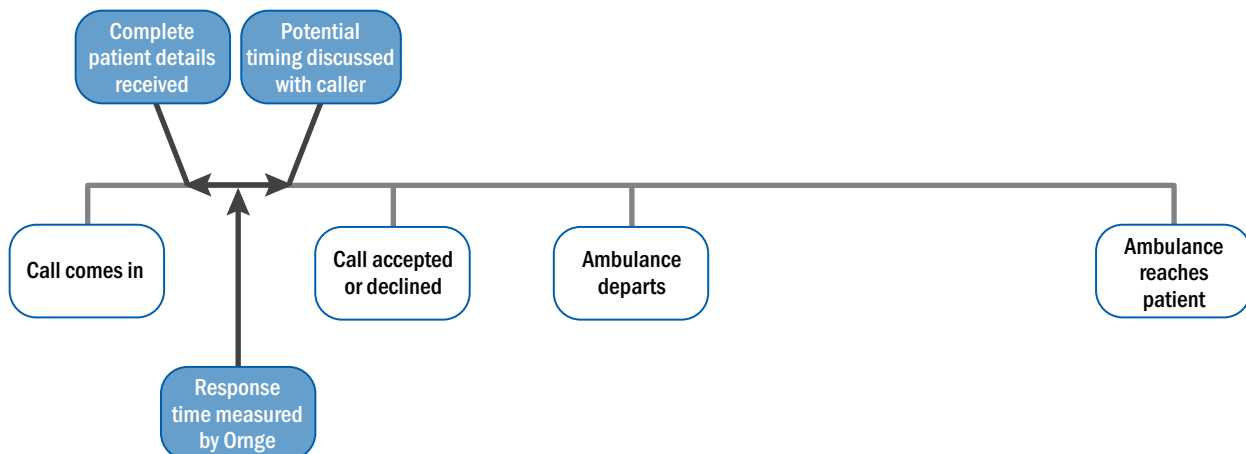 Complete
patient details
received
Potential
timing discussed
with caller
Call comes in
Call accepted
or declined
Ambulance
departs
Ambulance
reaches
patient
Response
time measured
by Ornge